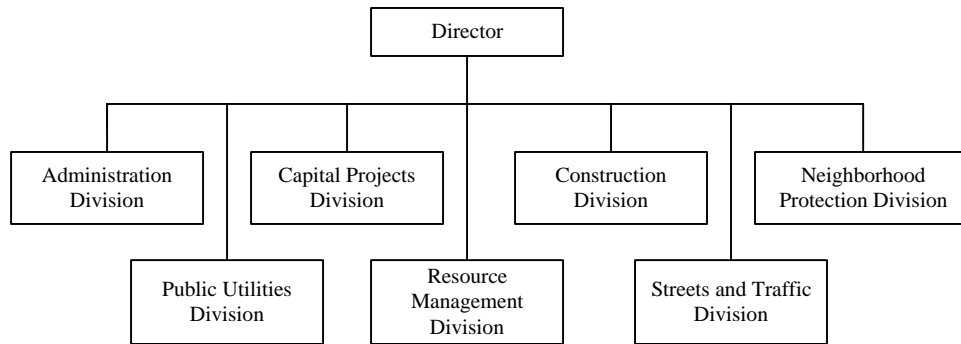 Director
Administration
Division
Capital Projects
Division
Construction
Division
Neighborhood
Protection Division
Public Utilities
Division
Resource
Management
Division
Streets and Traffic
Division